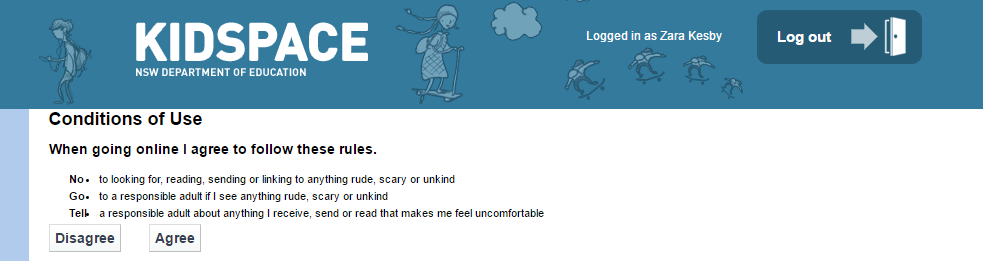 KIDSPACE
NSW DEPARTMENT OF EDUCATION
Logged in as Zara Kesby
Log out
Conditions of Use
When going online I agree to follow these rules.
No • to looking for, reading, sending or linking to anything rude, scary or unkind
Go • to a responsible adult if I see anything rude, scary or unkind
Tell • a responsible adult about anything I receive, send or read that makes me feel uncomfortable
Disagree Agree